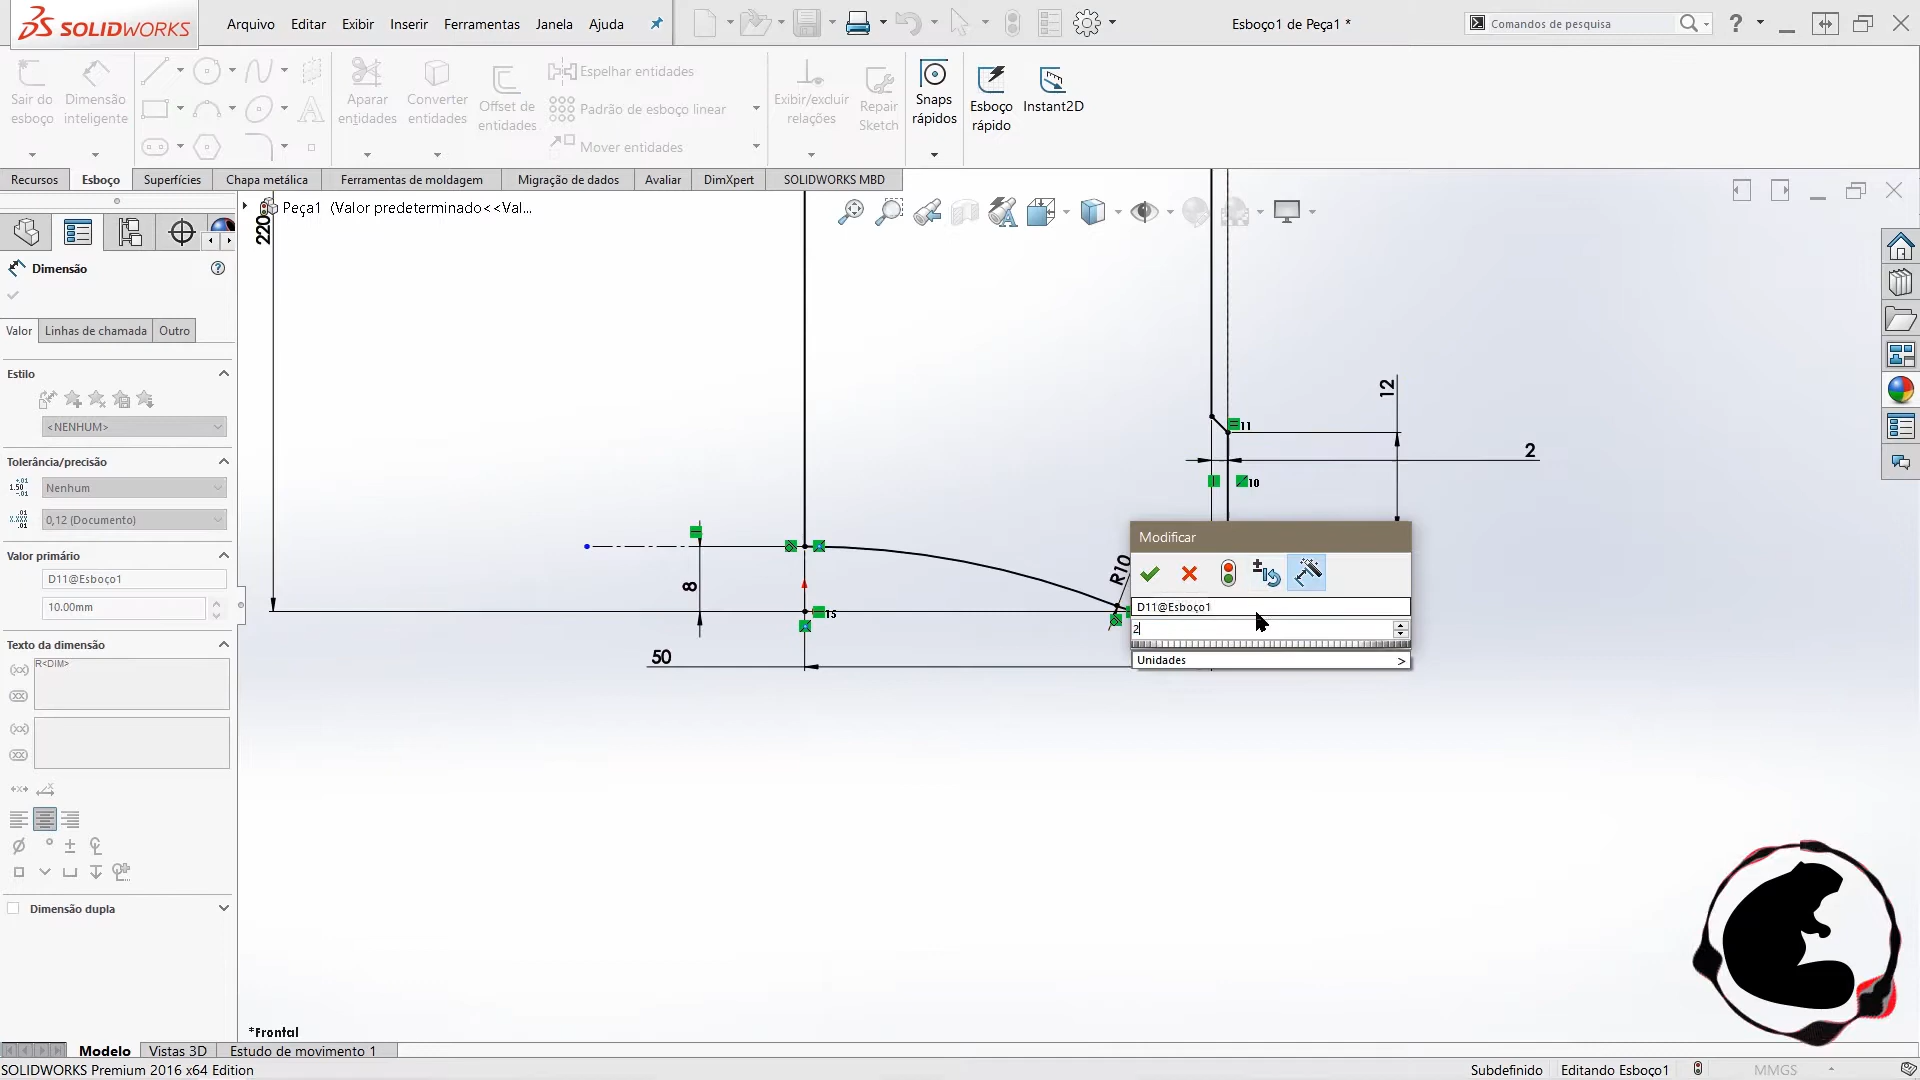 SOLIDWORKS
Arquivo Editar Exibir Inserir Ferramentas Janela Ajuda
Esboço1 de Peça1 *
Comandos de pesquisa
?
Sair do esboço
Dimensão inteligente
Aparar entidades
Converter entidades
Offset de entidades
Espelhar entidades
Padrão de esboço linear
Mover entidades
Exibir/excluir relações
Repair Sketch
Snaps rápidos
Esboço rápido
Instant2D
Recursos Esboço Superfícies Chapa metálica Ferramentas de moldagem Migração de dados Avaliar DimXpert SOLIDWORKS MBD
Peça1 (Valor predeterminado<<Val...
Dimensão
?
Valor Linhas de chamada Outro
Estilo
<NENHUM>
Tolerância/precisão
Nenhum
0,12 (Documento)
Valor primário
D11@Esboço1
10.00mm
Texto da dimensão
R<DIM>
Dimensão dupla
220
12
11
2
10
8
15
50
R10
Modificar
D11@Esboço1
2
Unidades >
*Frontal
Modelo Vistas 3D Estudo de movimento 1
SOLIDWORKS Premium 2016 x64 Edition
Subdefinido Editando Esboço1 MMGS